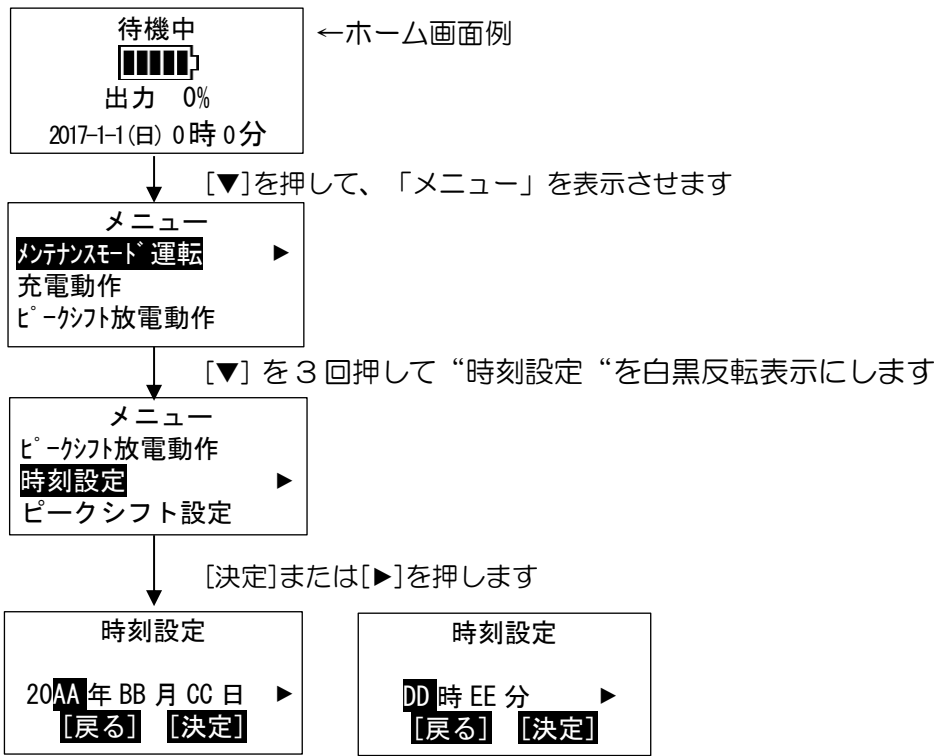 待機中
←ホーム画面例
出力 0%
2017-1-1(日) 0時0分
[▼]を押して、「メニュー」を表示させます
メニュー
ﾒﾝﾃﾅﾝｽﾓｰﾄﾞ運転 ▶
充電動作
ﾋﾟｰｸｼﾌﾄ放電動作
[▼] を3回押して“時刻設定“を白黒反転表示にします
メニュー
ﾋﾟｰｸｼﾌﾄ放電動作
時刻設定 ▶
ピークシフト設定
[決定]または[▶]を押します
時刻設定
20AA年 BB 月 CC 日 ▶
[戻る] [決定]
時刻設定
DD時 EE 分 ▶
[戻る] [決定]